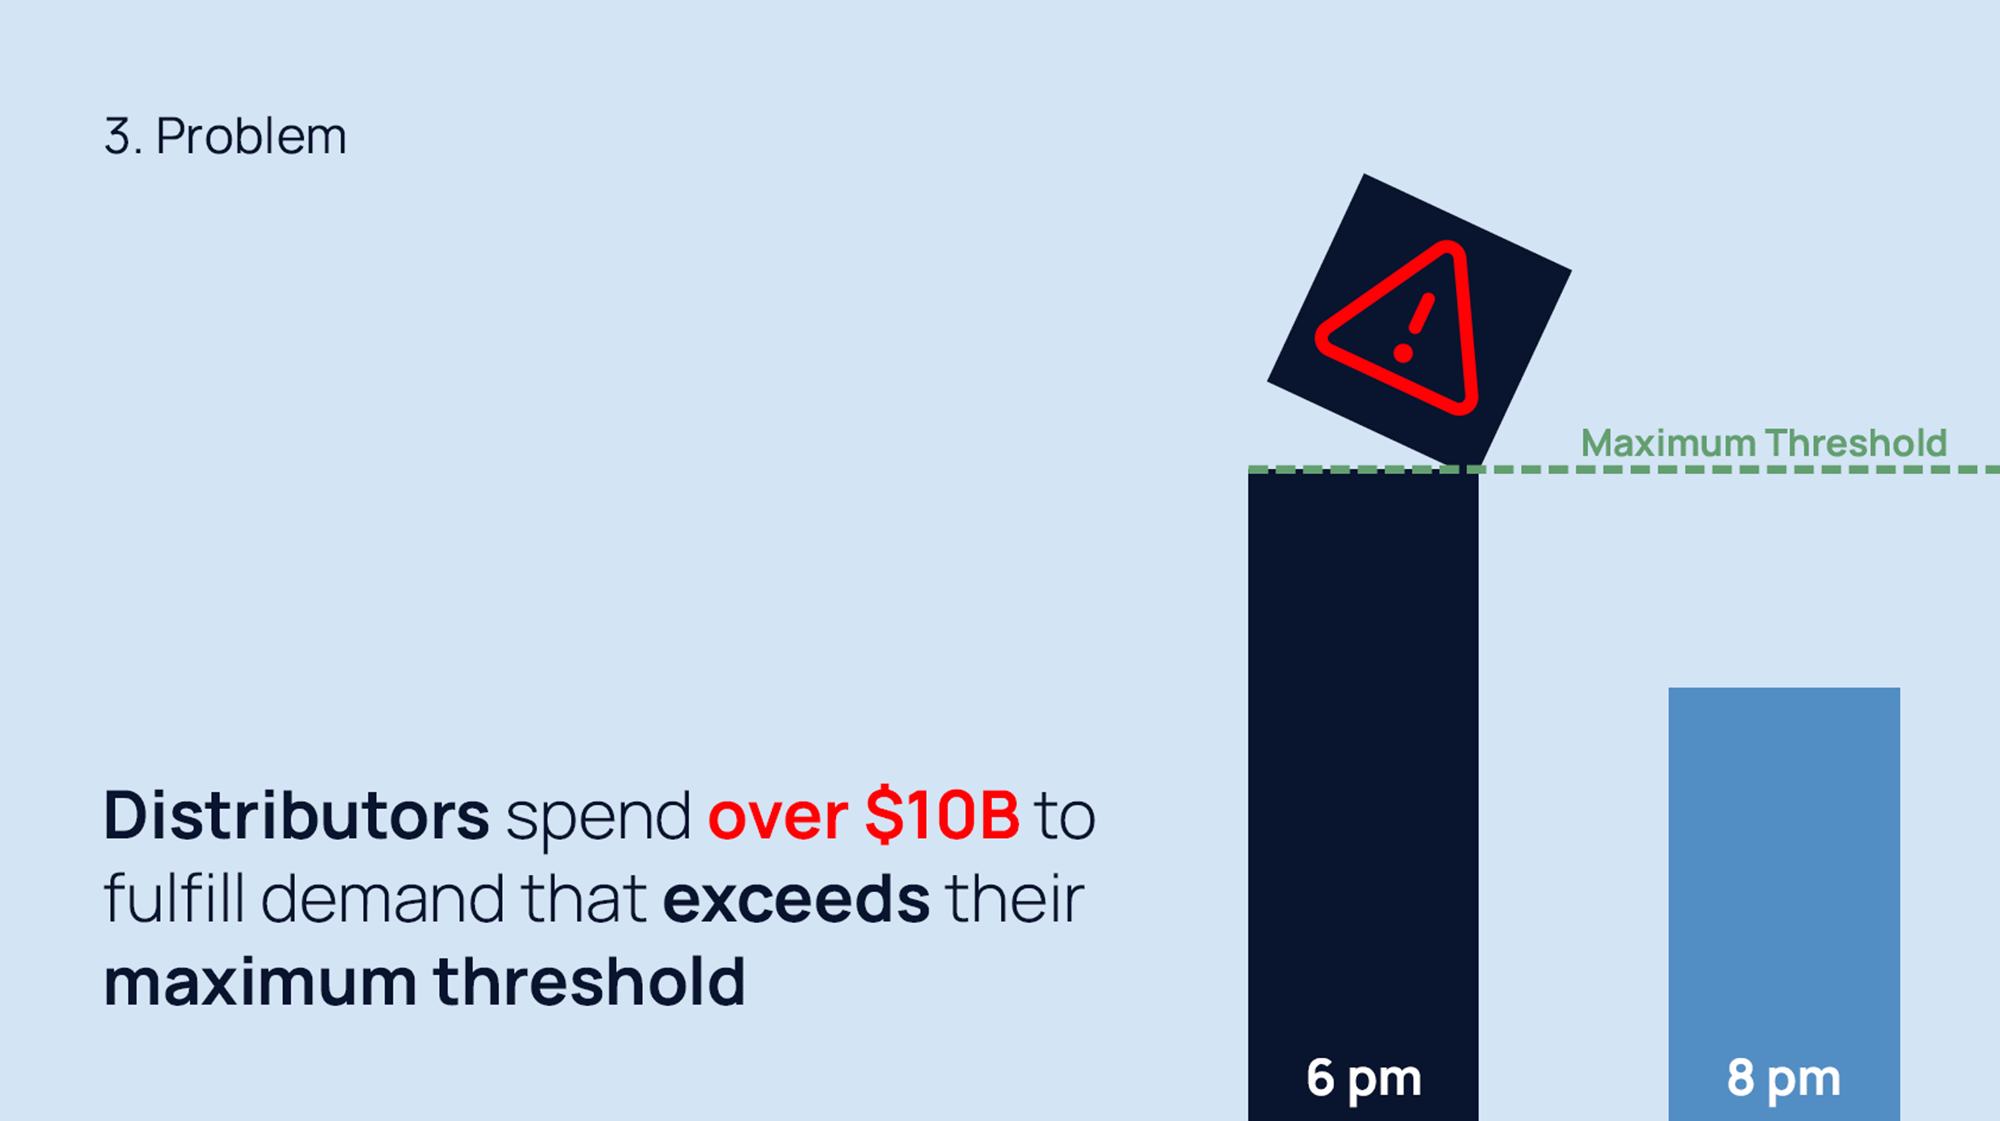 3. Problem
Maximum Threshold
Distributors spend over $10B to
fulfill demand that exceeds their
maximum threshold
6 pm
8 pm